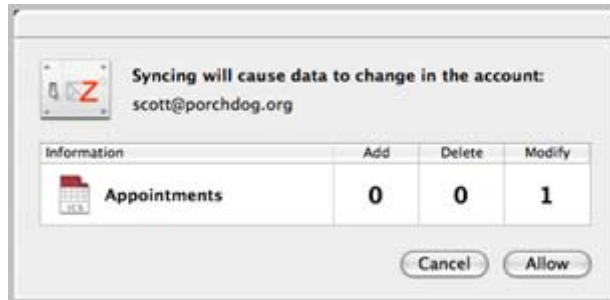 Syncing will cause data to change in the account:
scott@porchdog.org
Information Add Delete Modify
Appointments 0 0 1
Cancel Allow